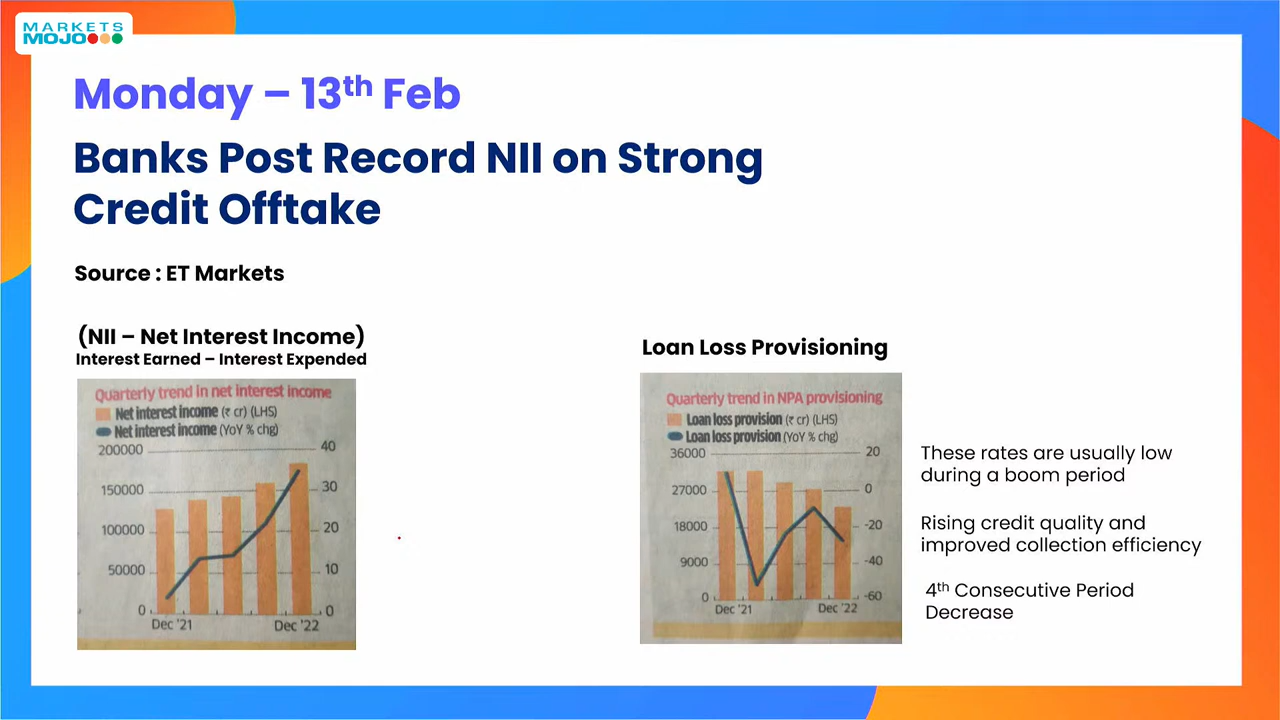 MARKETS
MOJO
Monday – 13th Feb
Banks Post Record NII on Strong
Credit Offtake
Source : ET Markets
(NII – Net Interest Income)
Interest Earned – Interest Expended
Quarterly trend in net interest income
Net interest income (₹ cr) (LHS)
Net interest income (YoY % chg)
200000 40
150000 30
100000 20
50000 10
0 0
Dec '21 Dec '22
Loan Loss Provisioning
Quarterly trend in NPA provisioning
Loan loss provision (₹ cr) (LHS)
Loan loss provision (YoY % chg)
36000 20
27000 0
18000 -20
9000 -40
0 -60
Dec '21 Dec '22
These rates are usually low
during a boom period
Rising credit quality and
improved collection efficiency
4th Consecutive Period
Decrease